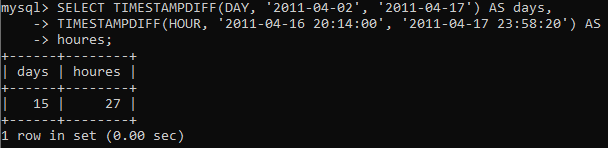 mysql> SELECT TIMESTAMPDIFF(DAY, '2011-04-02', '2011-04-17') AS days,
    -> TIMESTAMPDIFF(HOUR, '2011-04-16 20:14:00', '2011-04-17 23:58:20') AS
    -> houres;
+------+--------+
| days | houres |
+------+--------+
|   15 |     27 |
+------+--------+
1 row in set (0.00 sec)